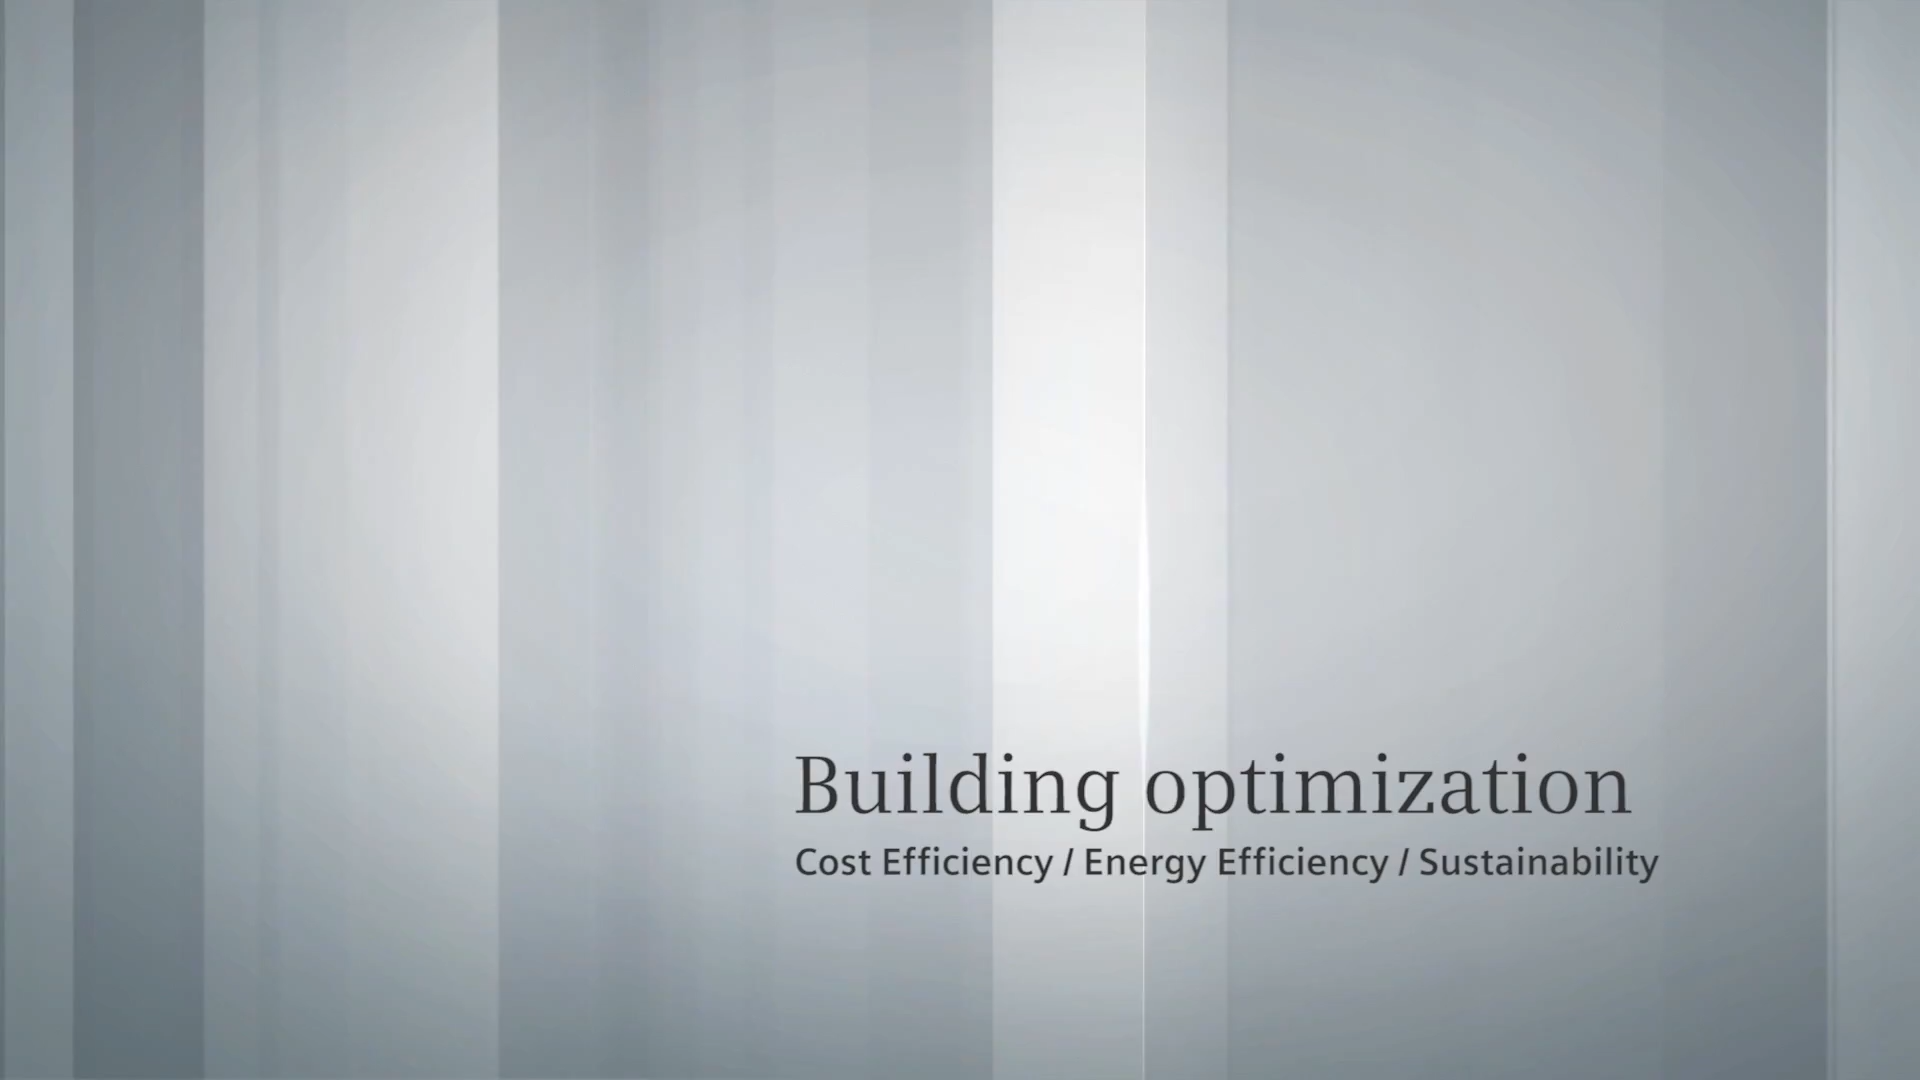 Building optimization
Cost Efficiency / Energy Efficiency / Sustainability